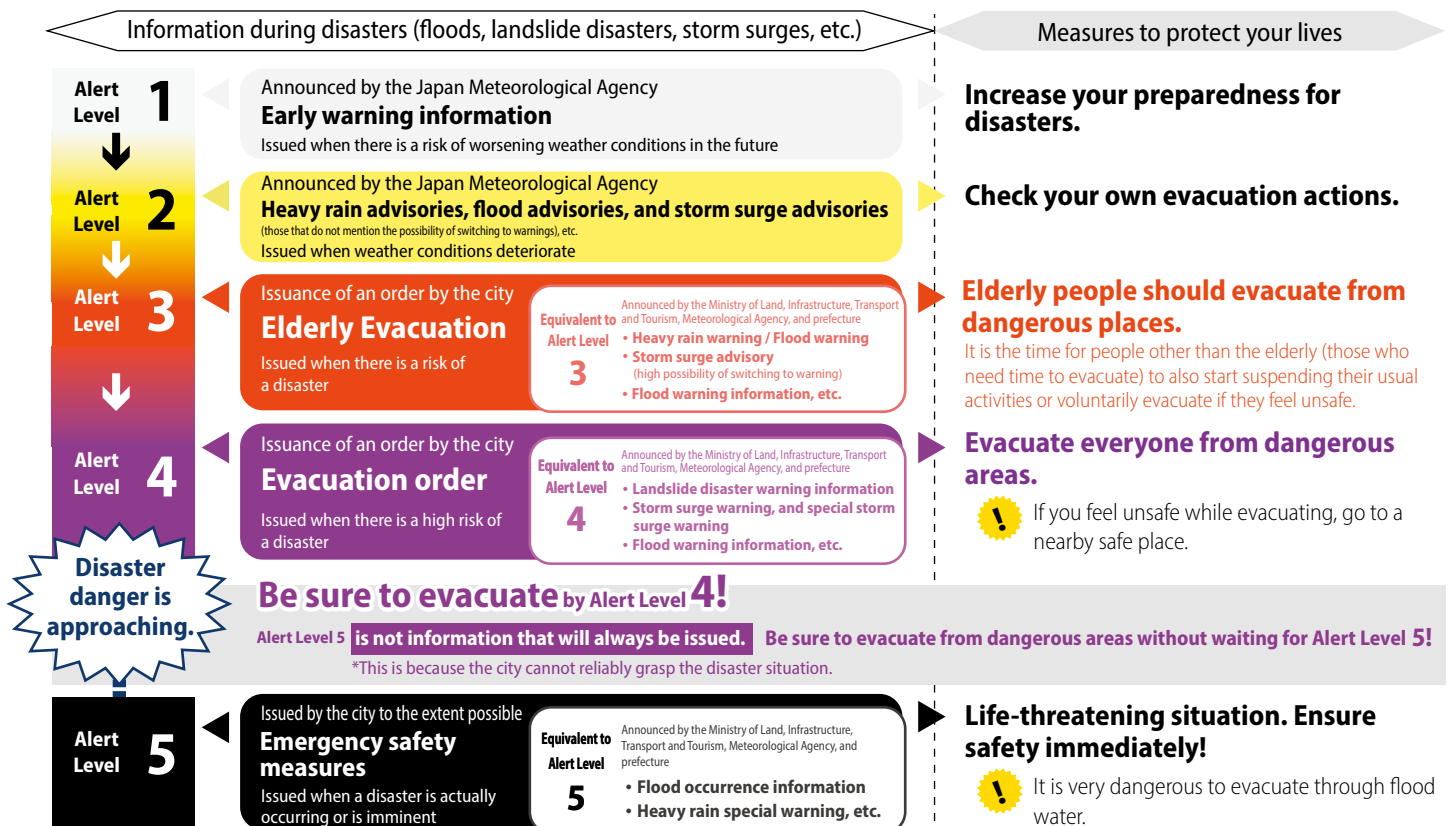 Information during disasters (floods, landslide disasters, storm surges, etc.)
Measures to protect your lives
Alert
Level 1
Announced by the Japan Meteorological Agency
Early warning information
Issued when there is a risk of worsening weather conditions in the future
Increase your preparedness for
disasters.
Alert
Level 2
Announced by the Japan Meteorological Agency
Heavy rain advisories, flood advisories, and storm surge advisories
(those that do not mention the possibility of switching to warnings), etc.
Issued when weather conditions deteriorate
Check your own evacuation actions.
Alert
Level 3
Issuance of an order by the city
Elderly Evacuation
Issued when there is a risk of
a disaster
Equivalent to
Alert Level
3
Announced by the Ministry of Land, Infrastructure, Transport
and Tourism, Meteorological Agency, and prefecture
• Heavy rain warning / Flood warning
• Storm surge advisory
(high possibility of switching to warning)
• Flood warning information, etc.
Elderly people should evacuate from
dangerous places.
It is the time for people other than the elderly (those who
need time to evacuate) to also start suspending their usual
activities or voluntarily evacuate if they feel unsafe.
Alert
Level 4
Issuance of an order by the city
Evacuation order
Issued when there is a high risk of
a disaster
Equivalent to
Alert Level
4
Announced by the Ministry of Land, Infrastructure, Transport
and Tourism, Meteorological Agency, and prefecture
• Landslide disaster warning information
• Storm surge warning, and special storm
surge warning
• Flood warning information, etc.
Evacuate everyone from dangerous
areas.
! If you feel unsafe while evacuating, go to a
nearby safe place.
Disaster
danger is
approaching.
Be sure to evacuate by Alert Level 4!
Alert Level 5 is not information that will always be issued. Be sure to evacuate from dangerous areas without waiting for Alert Level 5!
*This is because the city cannot reliably grasp the disaster situation.
Alert
Level 5
Issued by the city to the extent possible
Emergency safety
measures
Issued when a disaster is actually
occurring or is imminent
Equivalent to
Alert Level
5
Announced by the Ministry of Land, Infrastructure,
Transport and Tourism, Meteorological Agency, and
prefecture
• Flood occurrence information
• Heavy rain special warning, etc.
Life-threatening situation. Ensure
safety immediately!
! It is very dangerous to evacuate through flood
water.